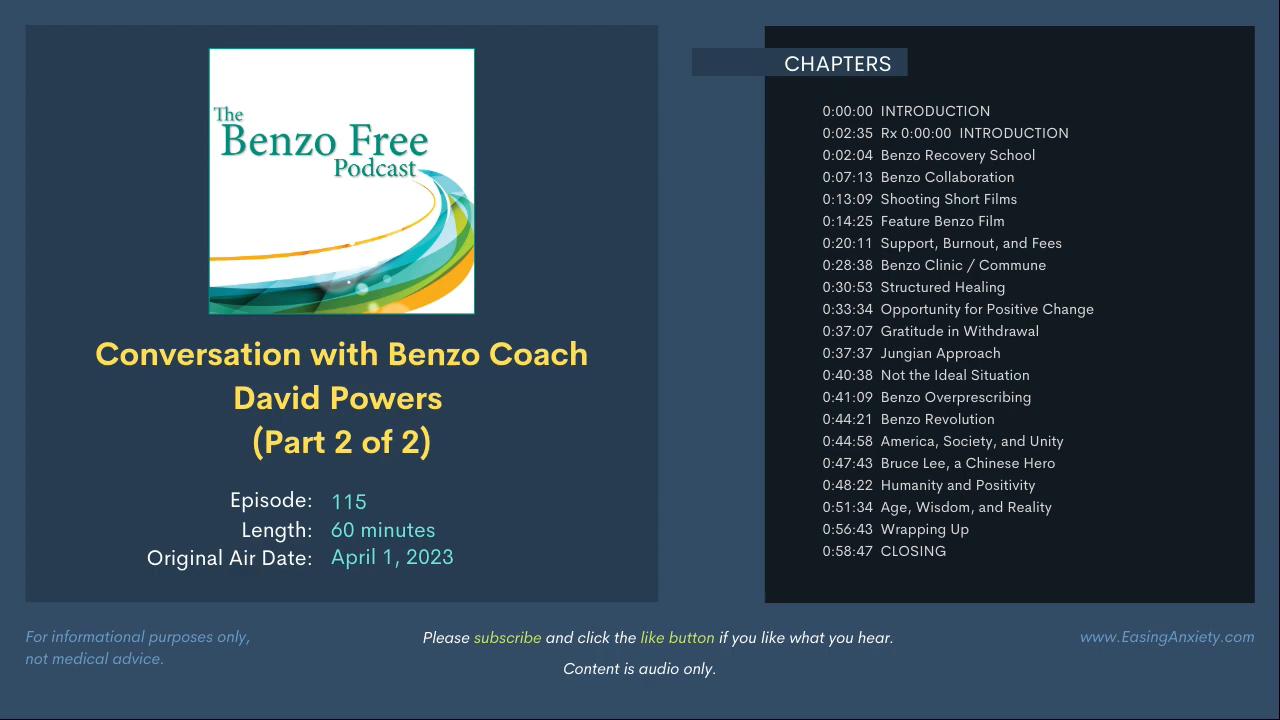 The
Benzo Free
Podcast
Conversation with Benzo Coach
David Powers
(Part 2 of 2)
Episode: 115
Length: 60 minutes
Original Air Date: April 1, 2023
CHAPTERS
0:00:00 INTRODUCTION
0:02:35 Rx 0:00:00 INTRODUCTION
0:02:04 Benzo Recovery School
0:07:13 Benzo Collaboration
0:13:09 Shooting Short Films
0:14:25 Feature Benzo Film
0:20:11 Support, Burnout, and Fees
0:28:38 Benzo Clinic / Commune
0:30:53 Structured Healing
0:33:34 Opportunity for Positive Change
0:37:07 Gratitude in Withdrawal
0:37:37 Jungian Approach
0:40:38 Not the Ideal Situation
0:41:09 Benzo Overprescribing
0:44:21 Benzo Revolution
0:44:58 America, Society, and Unity
0:47:43 Bruce Lee, a Chinese Hero
0:48:22 Humanity and Positivity
0:51:34 Age, Wisdom, and Reality
0:56:43 Wrapping Up
0:58:47 CLOSING
For informational purposes only,
not medical advice.
Please subscribe and click the like button if you like what you hear.
Content is audio only.
www.EasingAnxiety.com